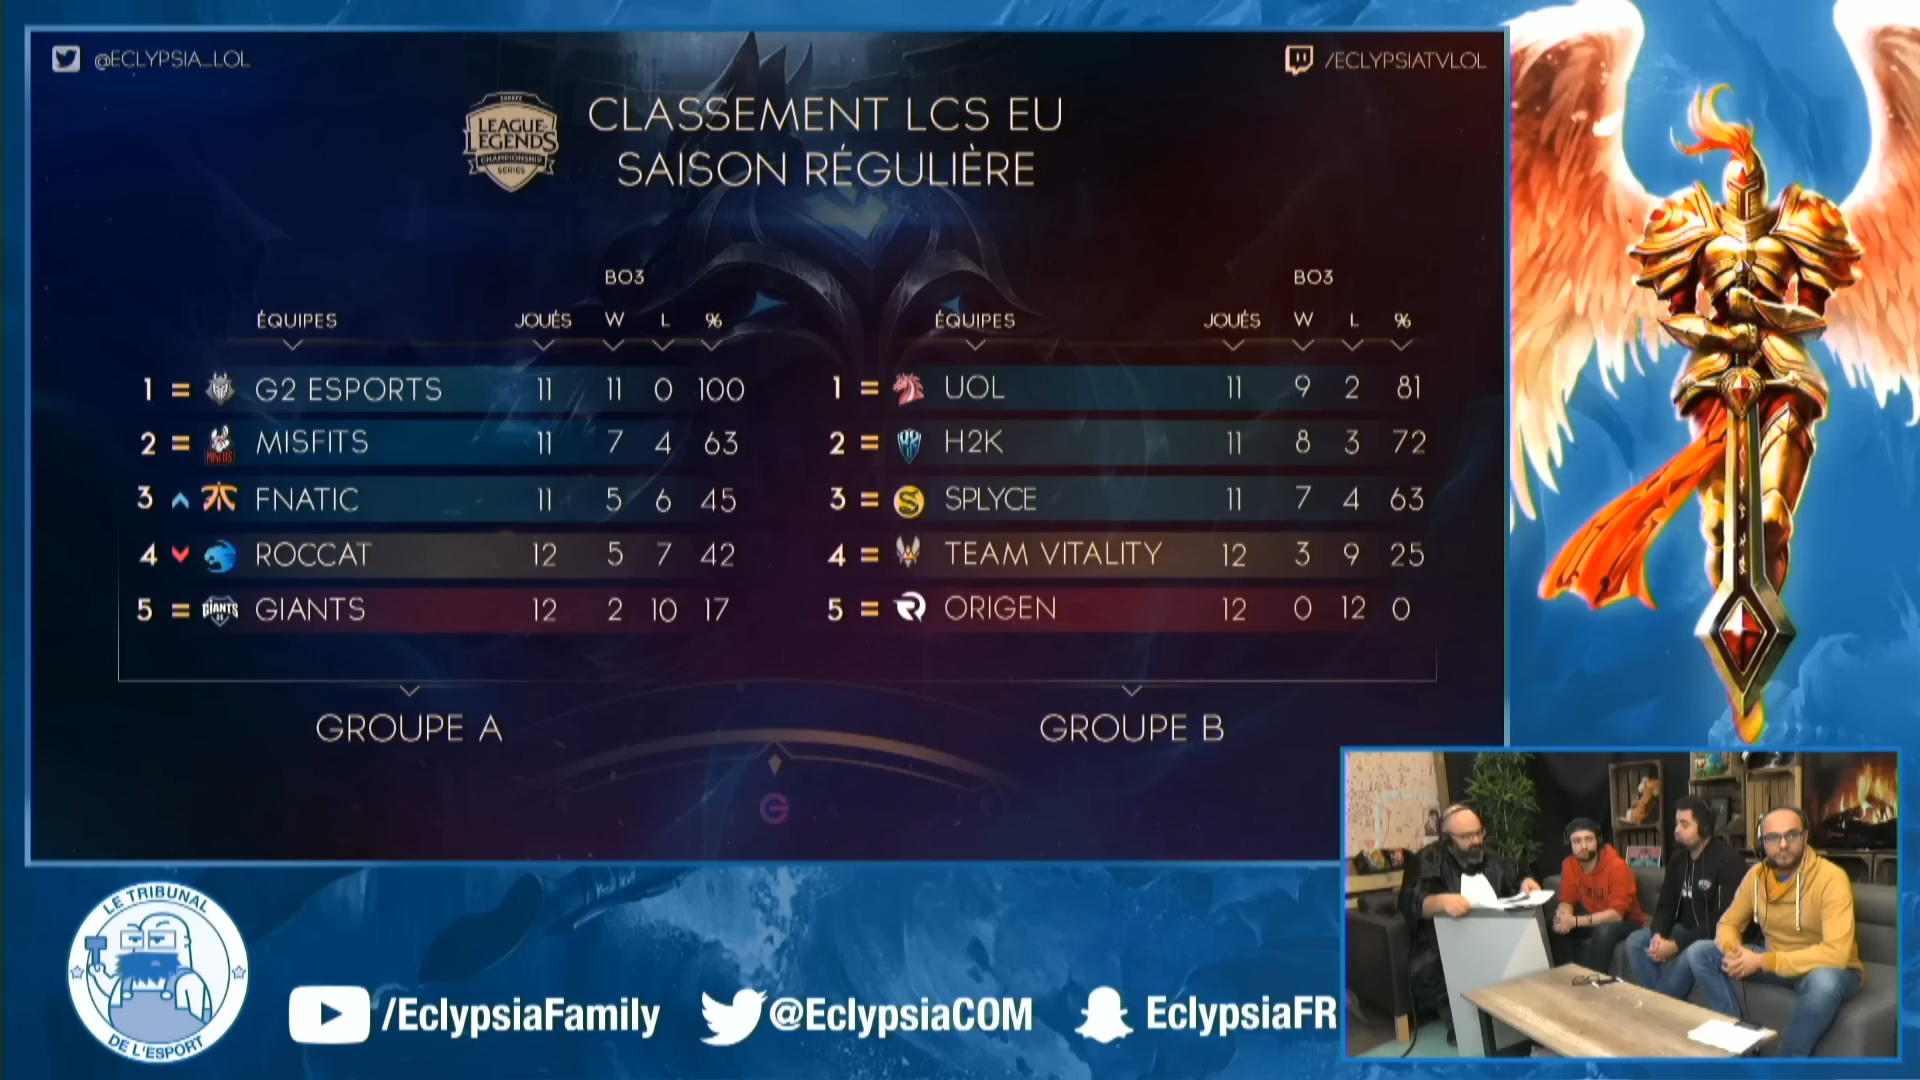 @ECLYPSIA_LOL
/ECLYPSIATVLOL
EUROPE
LEAGUE
LEGENDS
CHAMPIONSHIP
SERIES
CLASSEMENT LCS EU
SAISON RÉGULIÈRE
BO3
ÉQUIPES JOUÉS W L %
1 = G2 ESPORTS 11 11 0 100
2 = MISFITS 11 7 4 63
3 FNATIC 11 5 6 45
4 ROCCAT 12 5 7 42
5 = GIANTS GIANTS 12 2 10 17
GROUPE A
BO3
ÉQUIPES JOUÉS W L %
1 = UOL 11 9 2 81
2 = H2K 11 8 3 72
3 = S SPLYCE 11 7 4 63
4 = TEAM VITALITY 12 3 9 25
5 = ORIGEN 12 0 12 0
GROUPE B
LE TRIBUNAL
DE L'ESPORT
/EclypsiaFamily
@EclypsiaCOM
EclypsiaFR